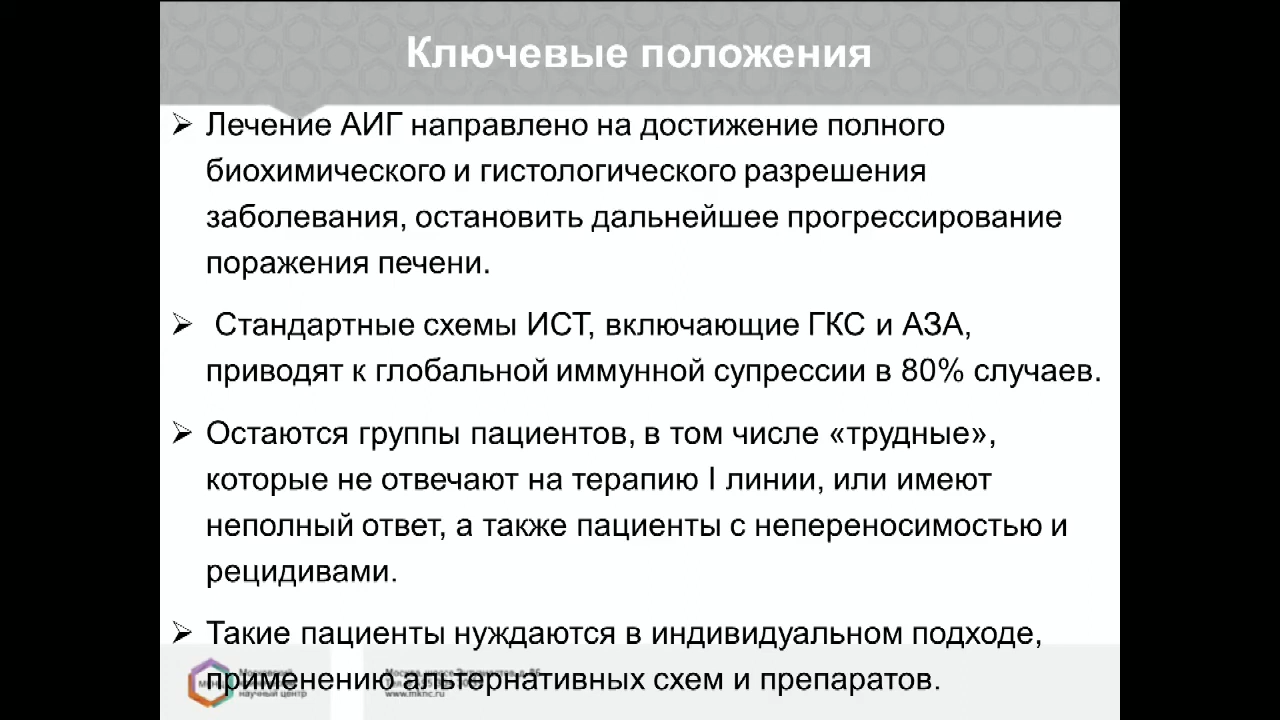 Ключевые положения
➢ Лечение АИГ направлено на достижение полного
биохимического и гистологического разрешения
заболевания, остановить дальнейшее прогрессирование
поражения печени.
➢ Стандартные схемы ИСТ, включающие ГКС и АЗА,
приводят к глобальной иммунной супрессии в 80% случаев.
➢ Остаются группы пациентов, в том числе «трудные»,
которые не отвечают на терапию I линии, или имеют
неполный ответ, а также пациенты с непереносимостью и
рецидивами.
➢ Такие пациенты нуждаются в индивидуальном подходе,
применению альтернативных схем и препаратов.
научный центр
www.mknc.ru